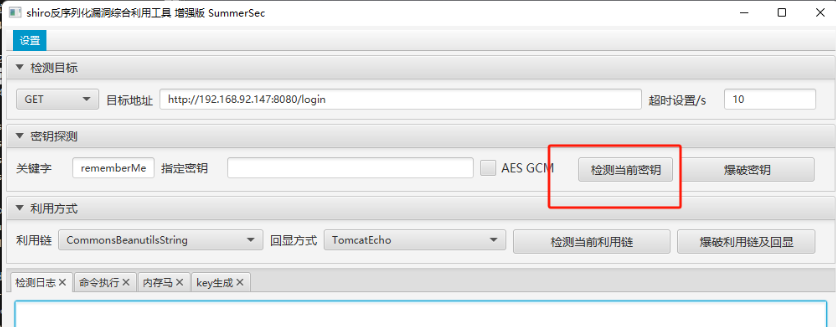 shiro反序列化漏洞综合利用工具 增强版 SummerSec
设置
检测目标
GET 目标地址 http://192.168.92.147:8080/login 超时设置/s 10
密钥探测
关键字 rememberMe 指定密钥 AES GCM 检测当前密钥 爆破密钥
利用方式
利用链 CommonsBeanutilsString 回显方式 TomcatEcho 检测当前利用链 爆破利用链及回显
检测日志 命令执行 内存马 key生成